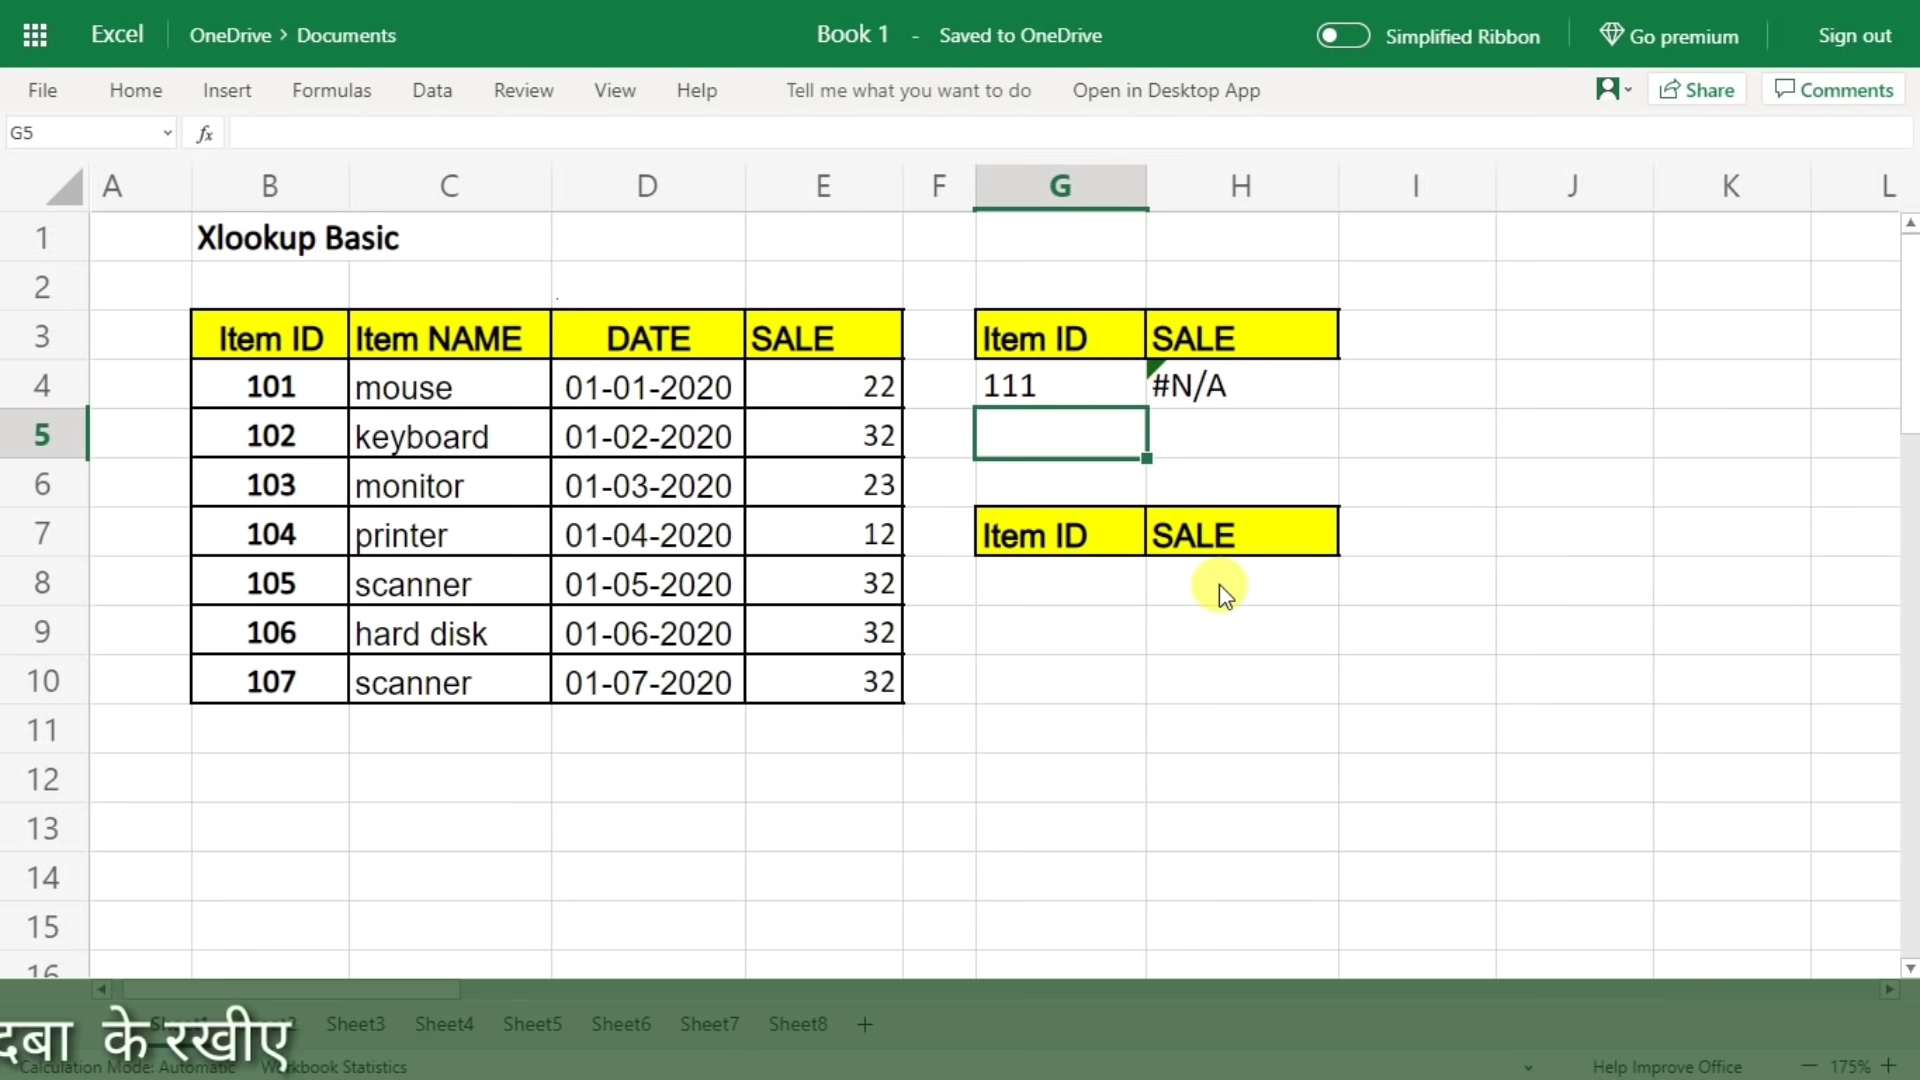 Excel OneDrive > Documents Book 1 - Saved to OneDrive Simplified Ribbon Go premium Sign out
File Home Insert Formulas Data Review View Help Tell me what you want to do Open in Desktop App Share Comments
G5 fx
A B C D E F G H I J K L
1 Xlookup Basic
2
3 Item ID Item NAME DATE SALE Item ID SALE
4 101 mouse 01-01-2020 22 111 #N/A
5 102 keyboard 01-02-2020 32
6 103 monitor 01-03-2020 23
7 104 printer 01-04-2020 12 Item ID SALE
8 105 scanner 01-05-2020 32
9 106 hard disk 01-06-2020 32
10 107 scanner 01-07-2020 32
11
12
13
14
15
16
दबा के रखीए
Sheet3 Sheet4 Sheet5 Sheet6 Sheet7 Sheet8 +
Calculation Mode: Automatic Workbook Statistics Help Improve Office — 175% +